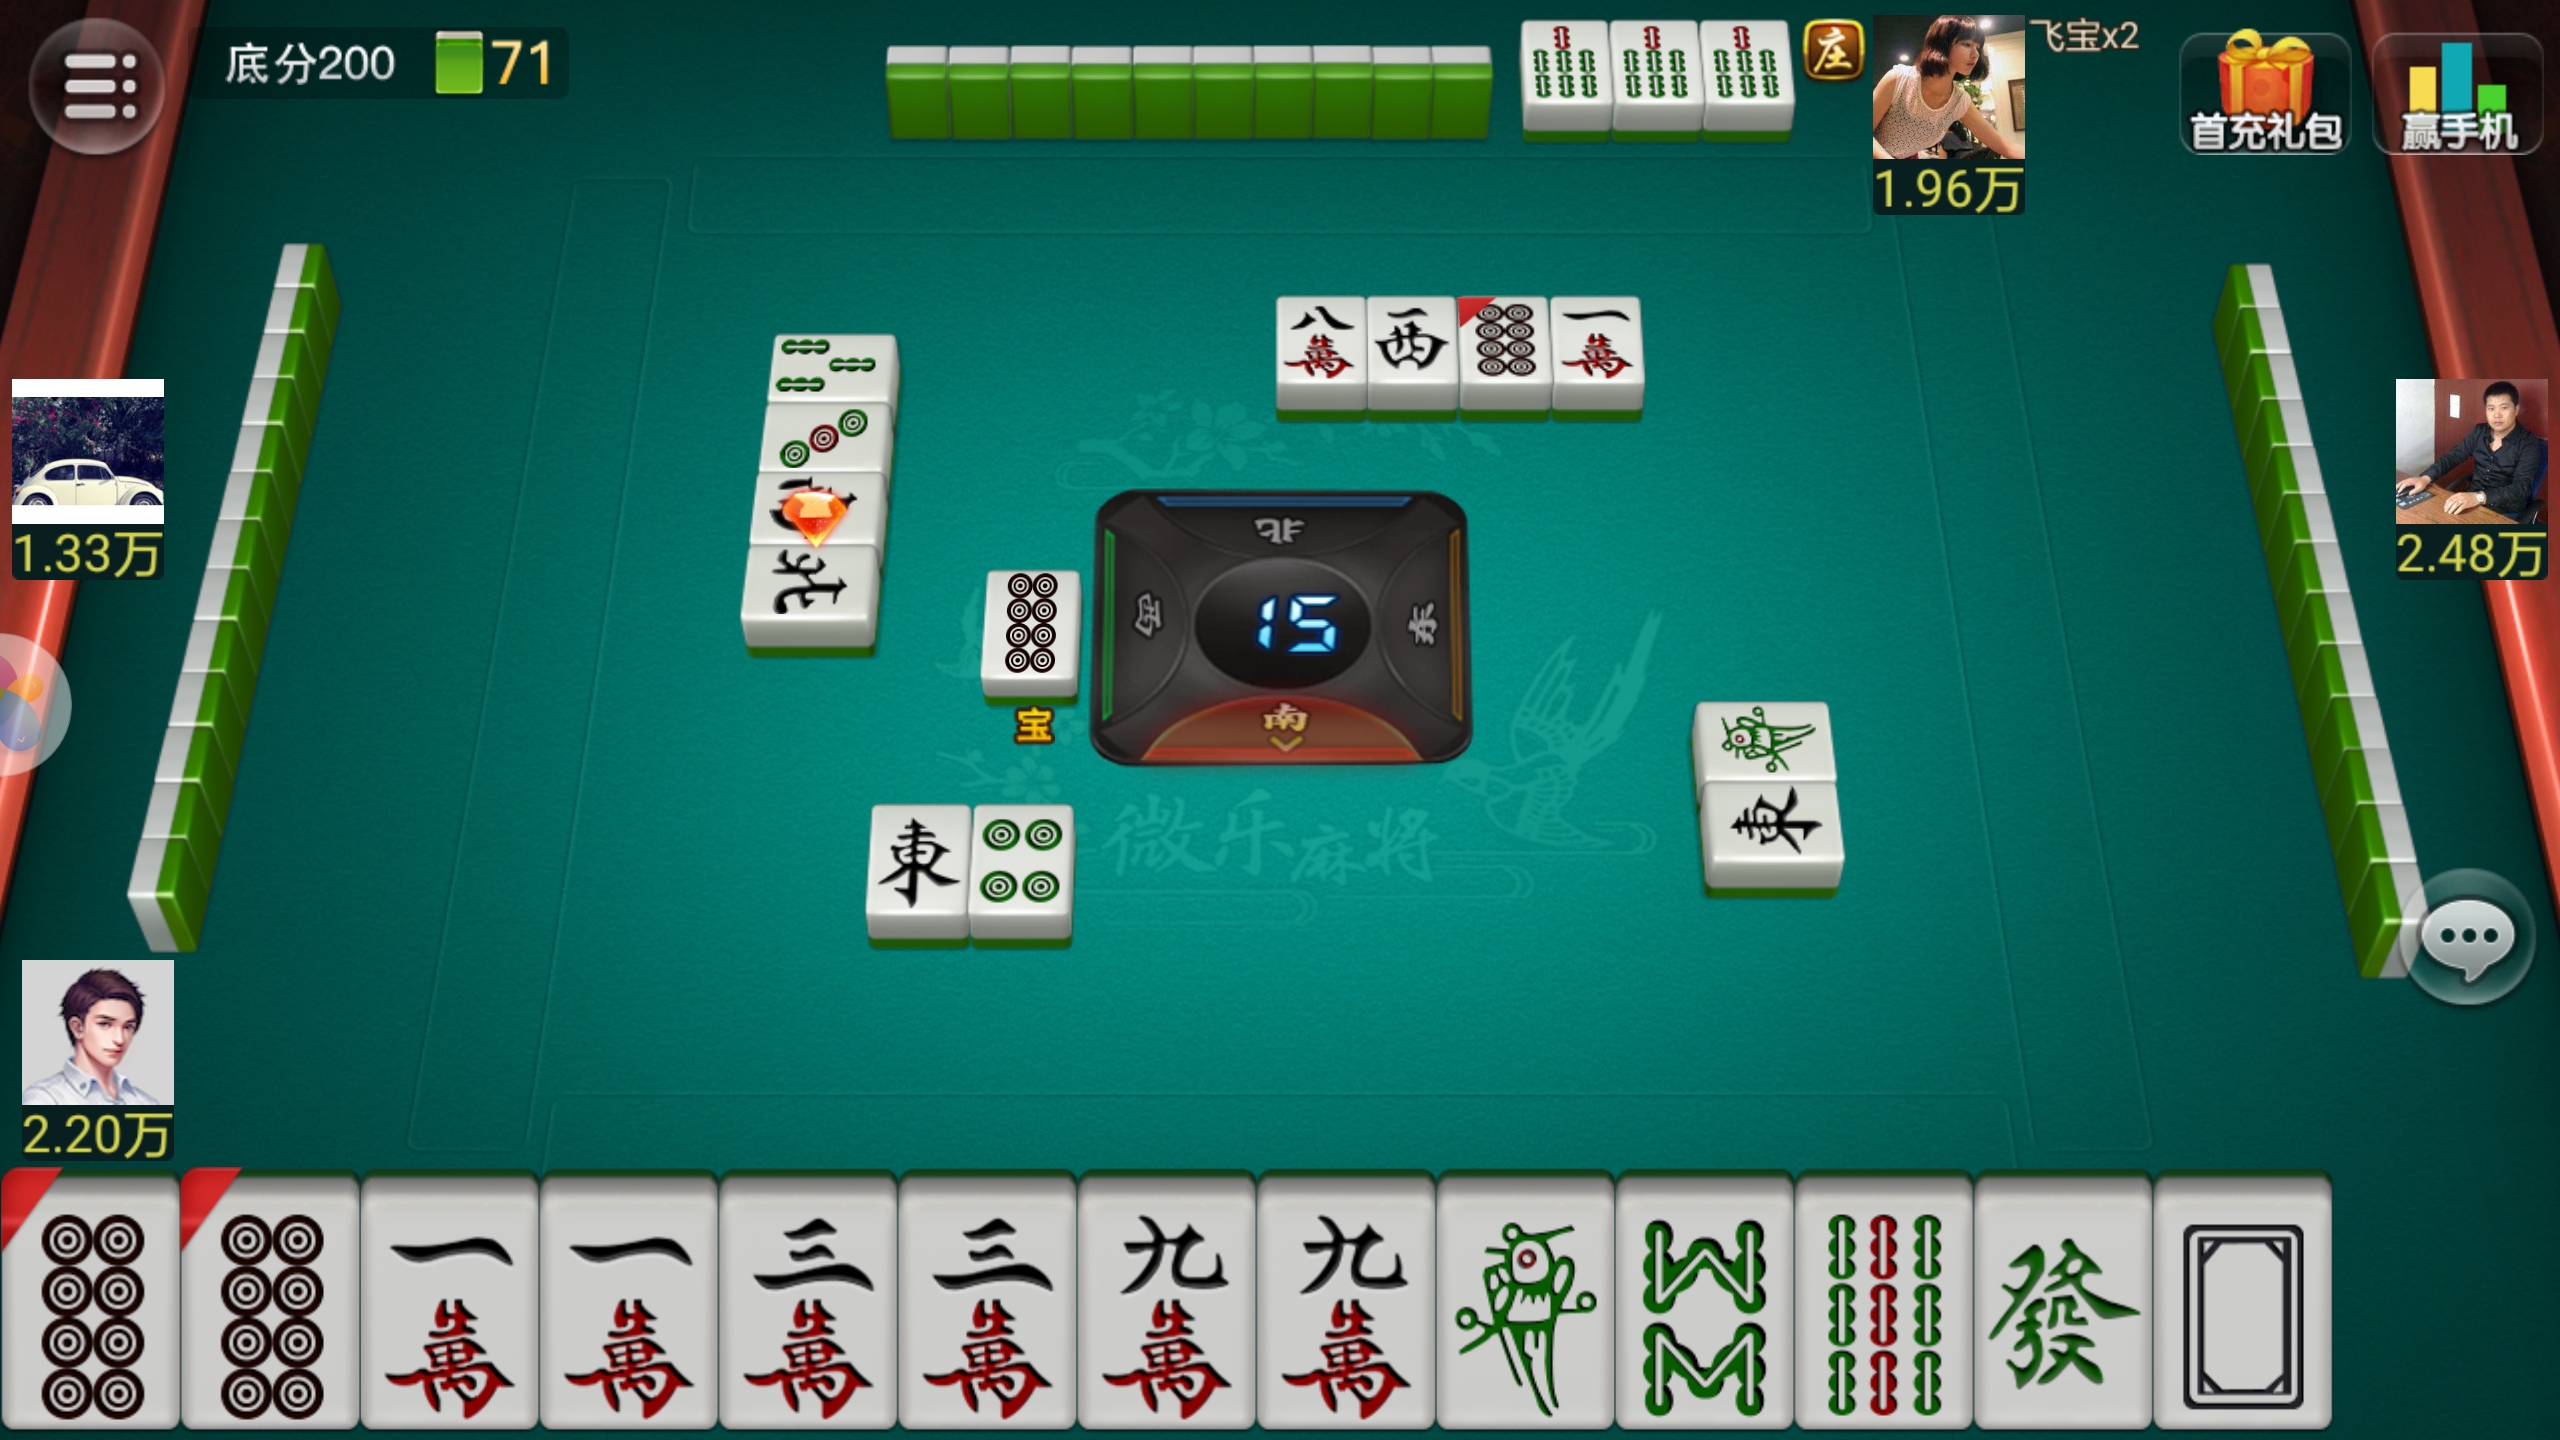 底分200 71
庄
飞宝x2
首充礼包
赢手机
1.96万
八萬 西 一萬
1.33万
2.48万
北
北
15
西
东
南
宝
東
東
微乐麻将
2.20万
一萬 一萬 三萬 三萬 九萬 九萬 發